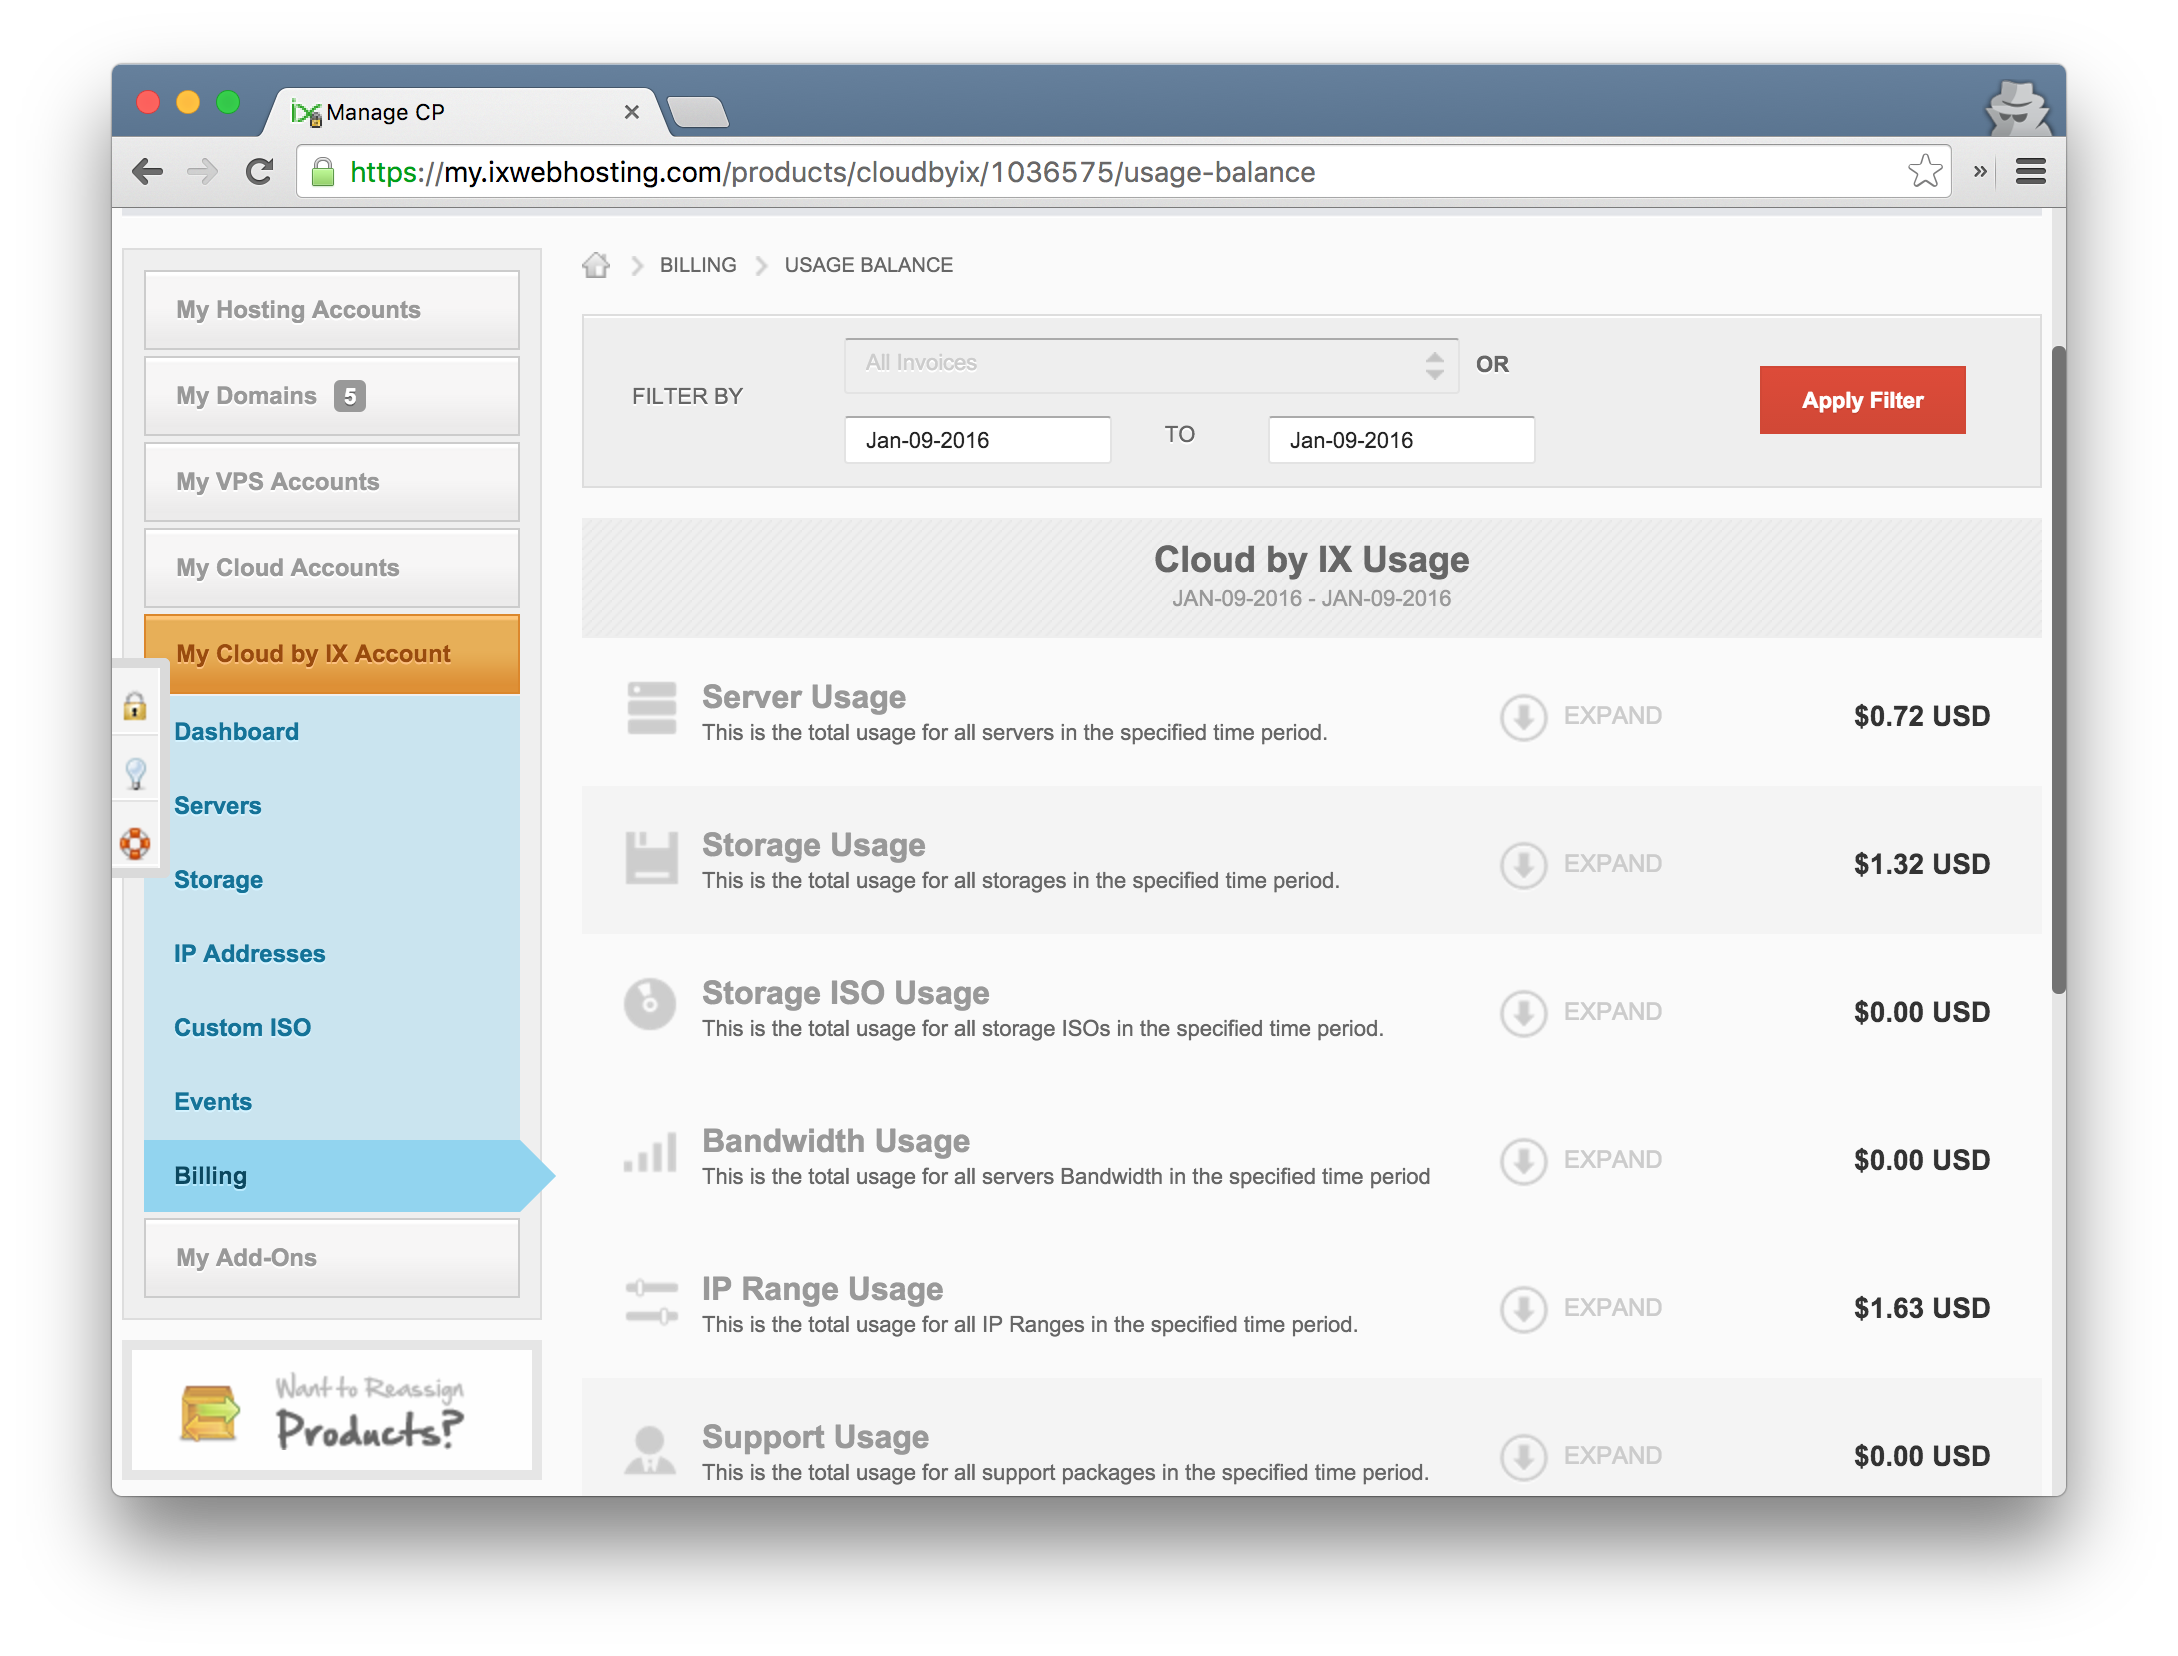 Manage CP
https://my.ixwebhosting.com/products/cloudbyix/1036575/usage-balance
»
My Hosting Accounts
My Domains 5
My VPS Accounts
My Cloud Accounts
My Cloud by IX Account
Dashboard
Servers
Storage
IP Addresses
Custom ISO
Events
Billing
My Add-Ons
Want to Reassign
Products?
BILLING
USAGE BALANCE
FILTER BY
All Invoices
OR
Jan-09-2016
TO
Jan-09-2016
Apply Filter
Cloud by IX Usage
JAN-09-2016 - JAN-09-2016
Server Usage
This is the total usage for all servers in the specified time period.
EXPAND
$0.72 USD
Storage Usage
This is the total usage for all storages in the specified time period.
EXPAND
$1.32 USD
Storage ISO Usage
This is the total usage for all storage ISOs in the specified time period.
EXPAND
$0.00 USD
Bandwidth Usage
This is the total usage for all servers Bandwidth in the specified time period
EXPAND
$0.00 USD
IP Range Usage
This is the total usage for all IP Ranges in the specified time period.
EXPAND
$1.63 USD
Support Usage
This is the total usage for all support packages in the specified time period.
EXPAND
$0.00 USD